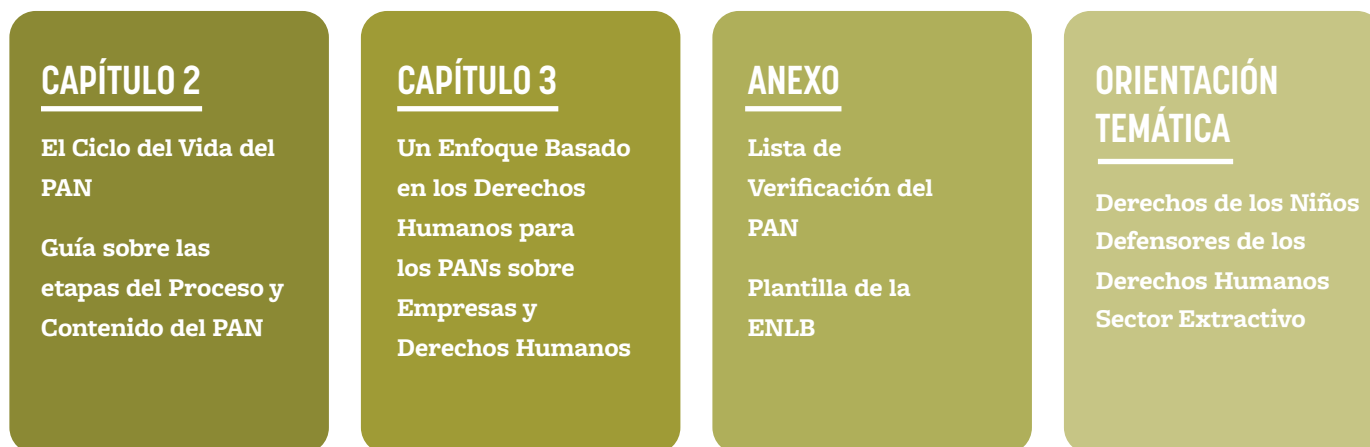 CAPÍTULO 2
El Ciclo del Vida del
PAN
Guía sobre las
etapas del Proceso y
Contenido del PAN
CAPÍTULO 3
Un Enfoque Basado
en los Derechos
Humanos para
los PANs sobre
Empresas y
Derechos Humanos
ANEXO
Lista de
Verificación del
PAN
Plantilla de la
ENLB
ORIENTACIÓN
TEMÁTICA
Derechos de los Niños
Defensores de los
Derechos Humanos
Sector Extractivo